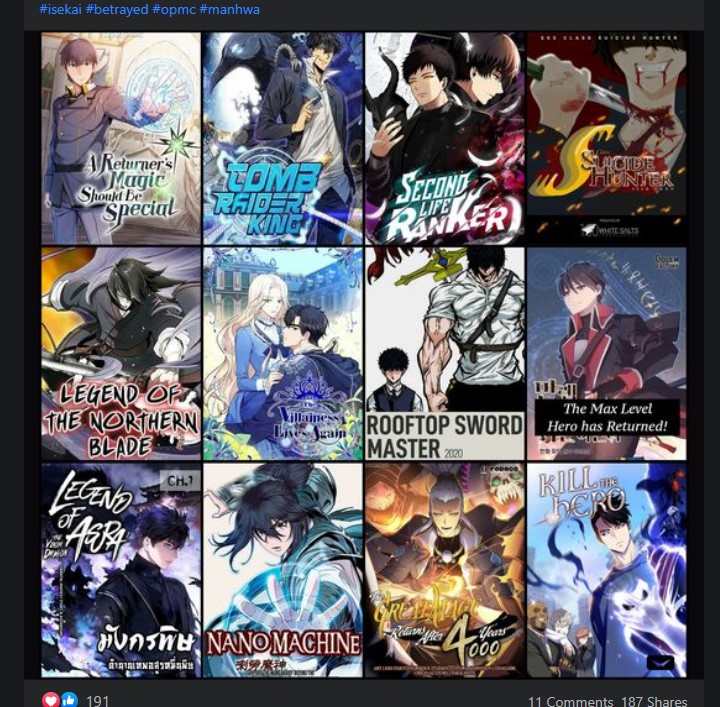 #isekai #betrayed #opmc #manhwa
A Returner's
Magic
Should Be
Special
TOMB
RAIDER
KING
SECOND
LIFE
RANKER
SSS CLASS SUICIDE HUNTER
SUICIDE
HUNTER
WHITE SALTS
LEGEND OF
THE NORTHERN
BLADE
The
Villainess
Lives Again
ROOFTOP SWORD
MASTER 2020
The Max Level
Hero has Returned!
CH.1
LEGEND
OF
ASURA
THE VENOM
DRAGON
มังกรพิษ
NANO MACHINE
The
GREAT MAGE
Returns After
4000
Years
KILL THE
HERO
191
11 Comments 187 Shares